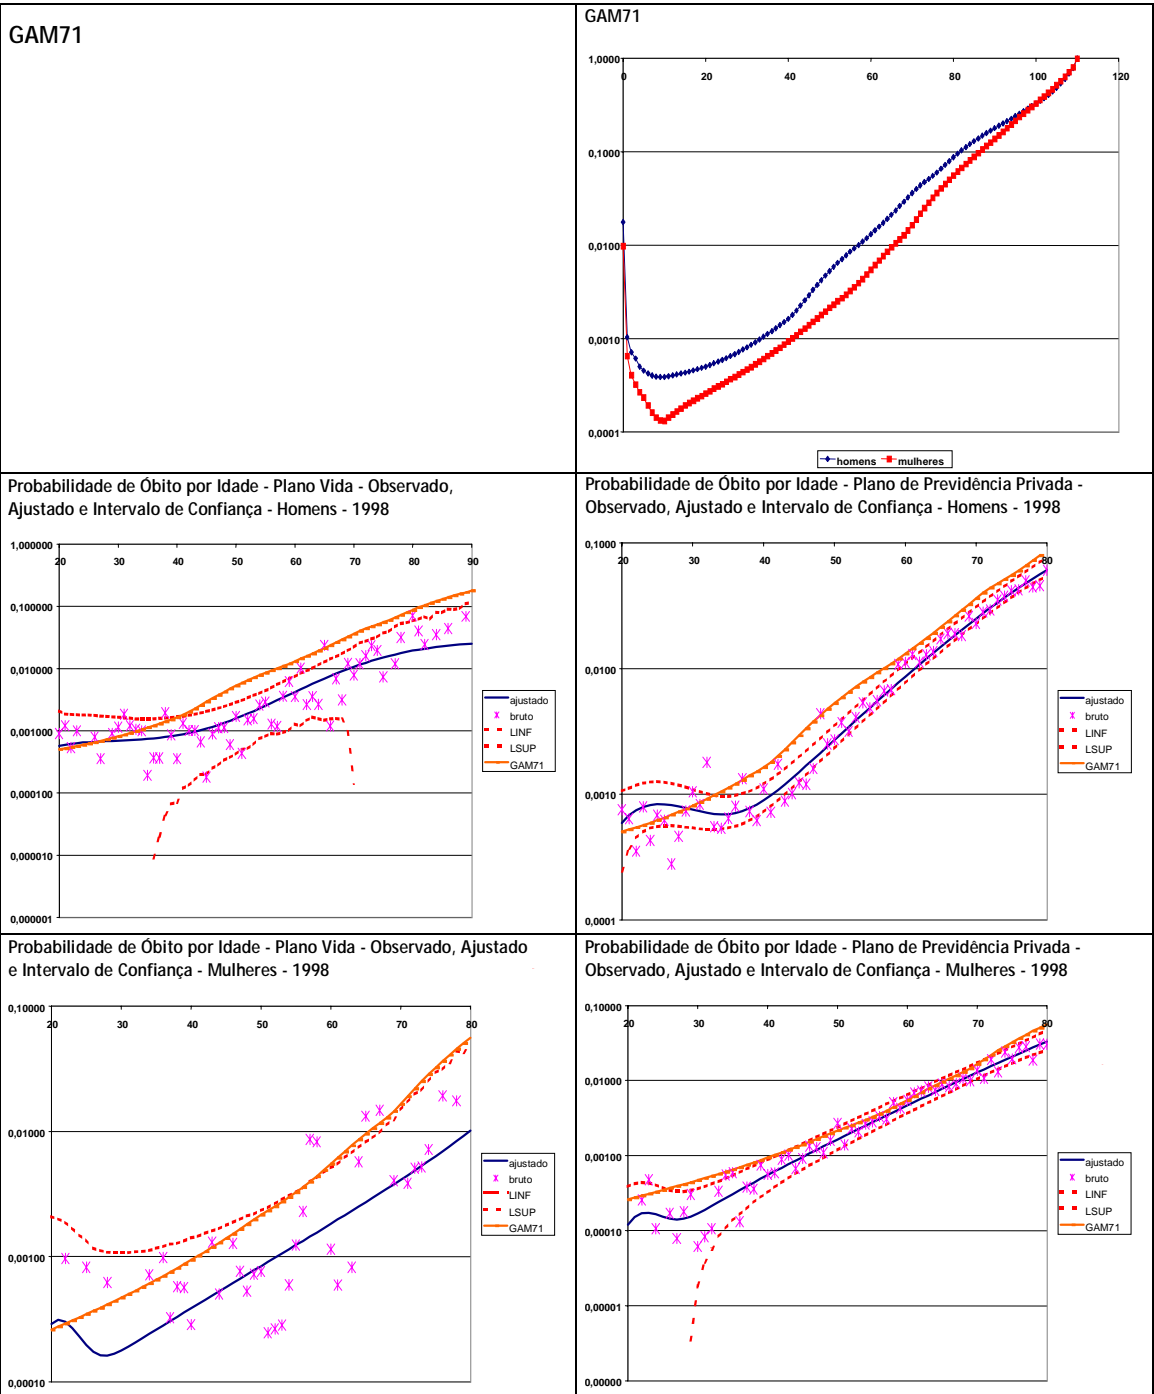 GAM71
GAM71
1,0000
0 20 40 60 80 100 120
0,1000
0,0100
0,0010
0,0001
homens mulheres
Probabilidade de Óbito por Idade - Plano Vida - Observado,
Ajustado e Intervalo de Confiança - Homens - 1998
1,000000
20 30 40 50 60 70 80 90
0,100000
0,010000
0,001000
0,000100
0,000010
0,000001
ajustado
bruto
LINF
LSUP
GAM71
Probabilidade de Óbito por Idade - Plano de Previdência Privada -
Observado, Ajustado e Intervalo de Confiança - Homens - 1998
0,1000
20 30 40 50 60 70 80
0,0100
0,0010
0,0001
ajustado
bruto
LINF
LSUP
GAM71
Probabilidade de Óbito por Idade - Plano Vida - Observado, Ajustado
e Intervalo de Confiança - Mulheres - 1998
0,10000
20 30 40 50 60 70 80
0,01000
0,00100
0,00010
ajustado
bruto
LINF
LSUP
GAM71
Probabilidade de Óbito por Idade - Plano de Previdência Privada -
Observado, Ajustado e Intervalo de Confiança - Mulheres - 1998
0,10000
20 30 40 50 60 70 80
0,01000
0,00100
0,00010
0,00001
0,00000
ajustado
bruto
LINF
LSUP
GAM71